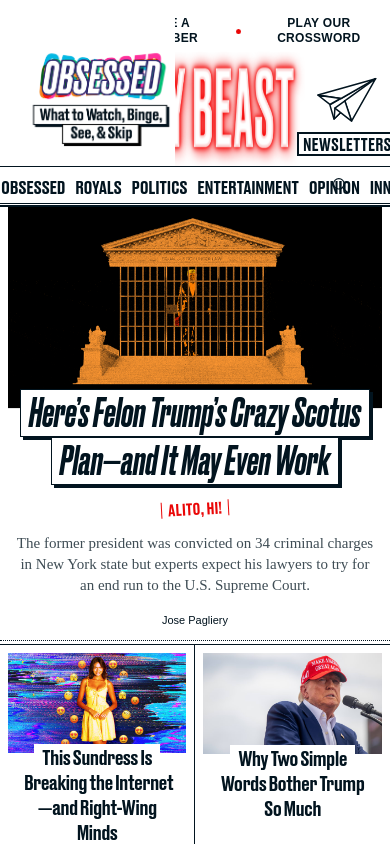 PLAY OUR
CROSSWORD
OBSESSED
What to Watch, Binge,
See, & Skip
BEAST
NEWSLETTERS
OBSESSED ROYALS POLITICS ENTERTAINMENT OPINION INN
Here's Felon Trump's Crazy Scotus
Plan—and It May Even Work
ALITO, HI!
The former president was convicted on 34 criminal charges
in New York state but experts expect his lawyers to try for
an end run to the U.S. Supreme Court.
Jose Pagliery
This Sundress Is
Breaking the Internet
—and Right-Wing
Minds
Why Two Simple
Words Bother Trump
So Much